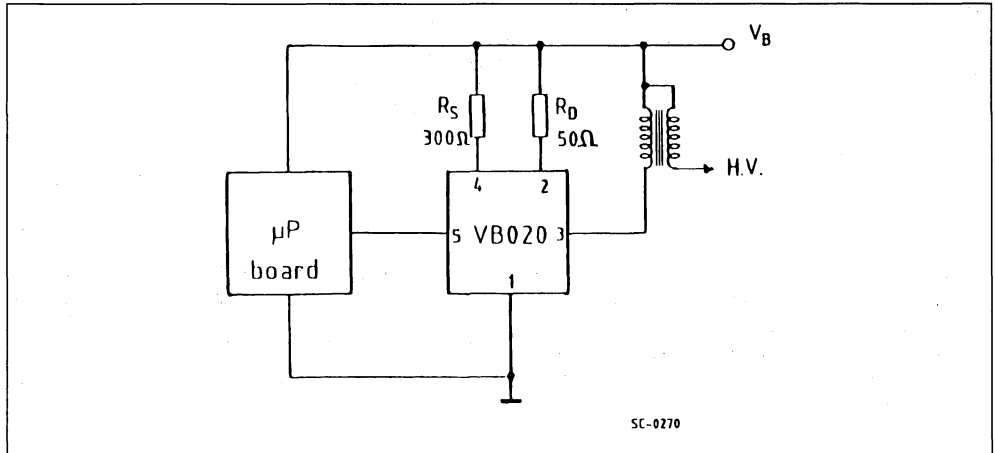 V_B
R_S
300Ω
R_D
50Ω
H.V.
4
2
µP
board
5 VB020 3
1
SC-0270